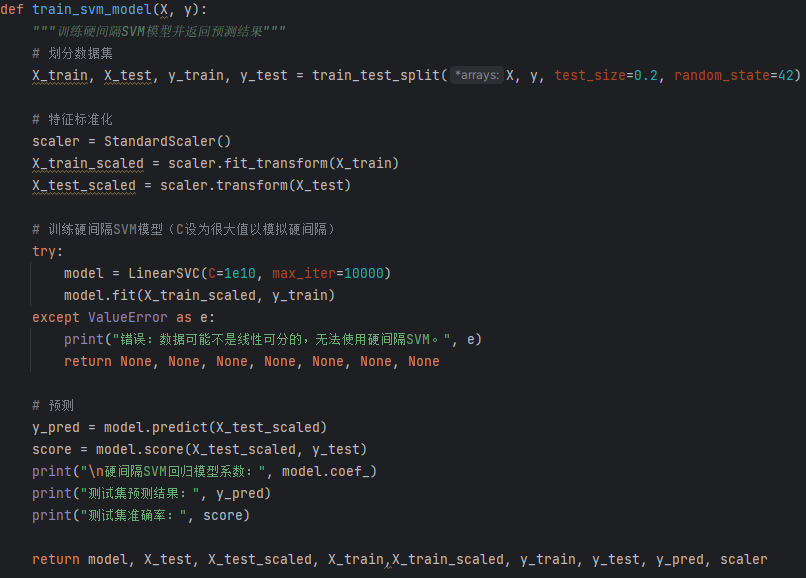 def train_svm_model(X, y):
    """训练硬间隔SVM模型并返回预测结果"""
    # 划分数据集
    X_train, X_test, y_train, y_test = train_test_split( *arrays: X, y, test_size=0.2, random_state=42)
    # 特征标准化
    scaler = StandardScaler()
    X_train_scaled = scaler.fit_transform(X_train)
    X_test_scaled = scaler.transform(X_test)
    # 训练硬间隔SVM模型（C设为很大值以模拟硬间隔）
    try:
        model = LinearSVC(C=1e10, max_iter=10000)
        model.fit(X_train_scaled, y_train)
    except ValueError as e:
        print("错误：数据可能不是线性可分的，无法使用硬间隔SVM。", e)
        return None, None, None, None, None, None, None
    # 预测
    y_pred = model.predict(X_test_scaled)
    score = model.score(X_test_scaled, y_test)
    print("\n硬间隔SVM回归模型系数：", model.coef_)
    print("测试集预测结果：", y_pred)
    print("测试集准确率：", score)
    return model, X_test, X_test_scaled, X_train,X_train_scaled, y_train, y_test, y_pred, scaler